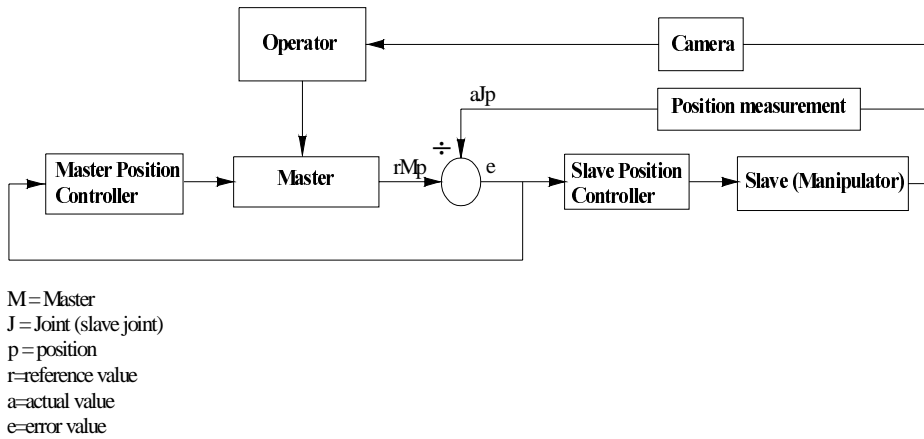 Operator
Camera
aJp
Position measurement
÷
Master Position
Controller
Master
rMp
e
Slave Position
Controller
Slave (Manipulator)
M = Master
J = Joint (slave joint)
p = position
r=reference value
a=actual value
e=error value